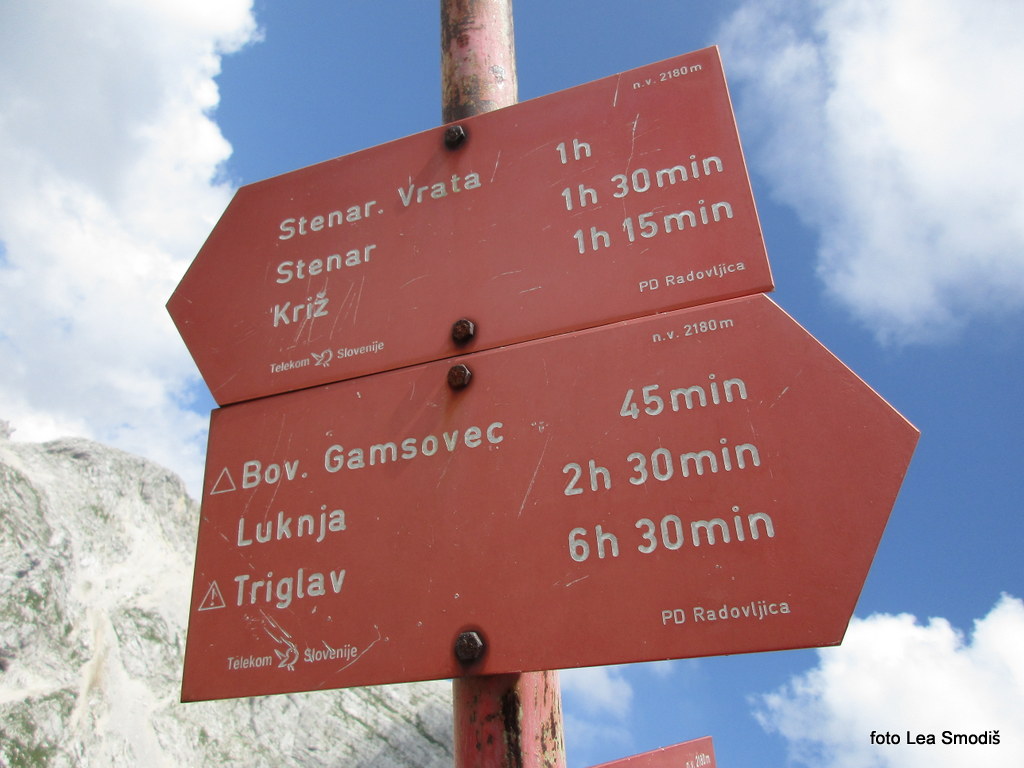 n.v. 2180m
Stenar. Vrata 1h
Stenar 1h 30min
Križ 1h 15min
Telekom Slovenije PD Radovljica
n.v. 2180m
Bov. Gamsovec 45min
Luknja 2h 30min
Triglav 6h 30min
Telekom Slovenije PD Radovljica
n.v. 2180m
foto Lea Smodiš